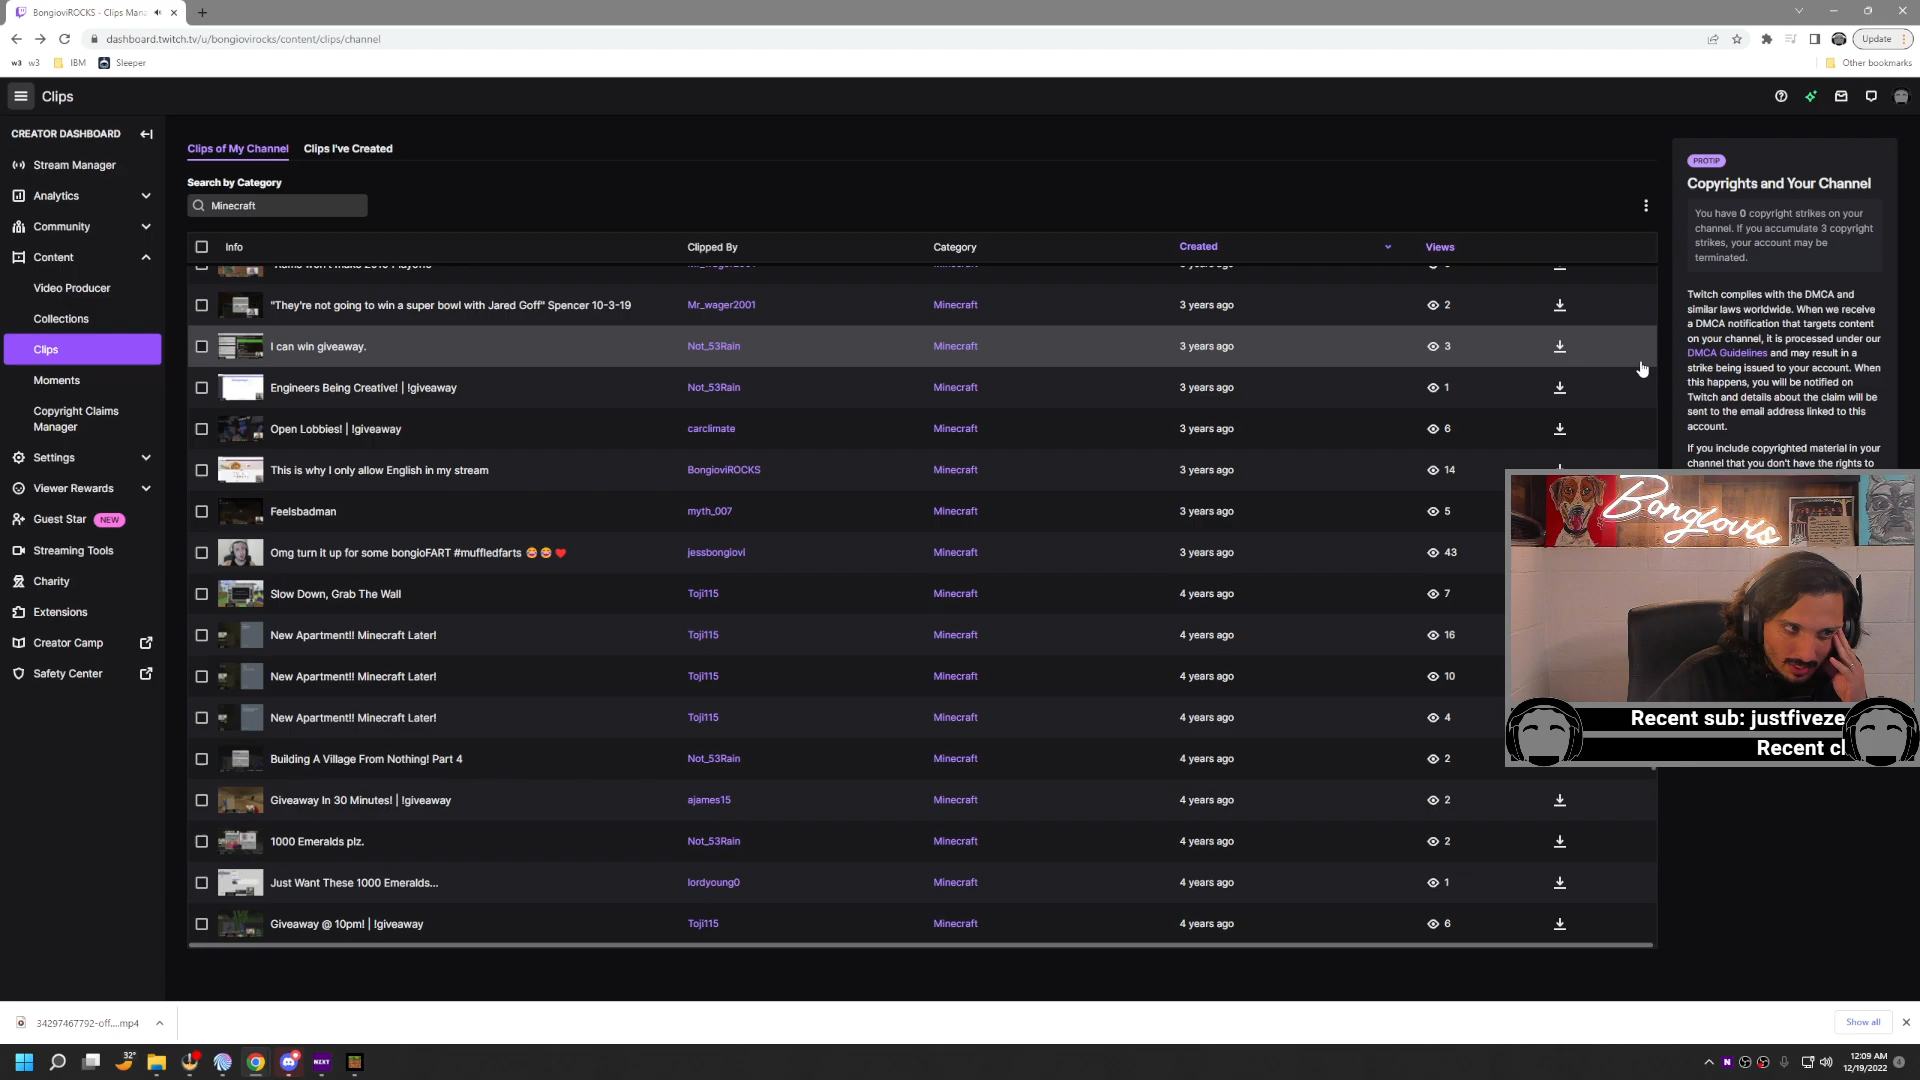 BongioviROCKS - Clips Mana
dashboard.twitch.tv/u/bongiovirocks/content/clips/channel
Update
w3 w3 IBM Sleeper
Other bookmarks
Clips
CREATOR DASHBOARD
Stream Manager
Analytics
Community
Content
Video Producer
Collections
Clips
Moments
Copyright Claims
Manager
Settings
Viewer Rewards
Guest Star NEW
Streaming Tools
Charity
Extensions
Creator Camp
Safety Center
Clips of My Channel Clips I've Created
Search by Category
Minecraft
Info Clipped By Category Created Views
"They're not going to win a super bowl with Jared Goff" Spencer 10-3-19 Mr_wager2001 Minecraft 3 years ago 2
I can win giveaway. Not_53Rain Minecraft 3 years ago 3
Engineers Being Creative! | !giveaway Not_53Rain Minecraft 3 years ago 1
Open Lobbies! | !giveaway carclimate Minecraft 3 years ago 6
This is why I only allow English in my stream BongioviROCKS Minecraft 3 years ago 14
Feelsbadman myth_007 Minecraft 3 years ago 5
Omg turn it up for some bongioFART #muffledfarts 😂😂❤️ jessbongiovi Minecraft 3 years ago 43
Slow Down, Grab The Wall Toji115 Minecraft 4 years ago 7
New Apartment!! Minecraft Later! Toji115 Minecraft 4 years ago 16
New Apartment!! Minecraft Later! Toji115 Minecraft 4 years ago 10
New Apartment!! Minecraft Later! Toji115 Minecraft 4 years ago 4
Building A Village From Nothing! Part 4 Not_53Rain Minecraft 4 years ago 2
Giveaway In 30 Minutes! | !giveaway ajames15 Minecraft 4 years ago 2
1000 Emeralds plz. Not_53Rain Minecraft 4 years ago 2
Just Want These 1000 Emeralds... lordyoung0 Minecraft 4 years ago 1
Giveaway @ 10pm! | !giveaway Toji115 Minecraft 4 years ago 6
PROTIP
Copyrights and Your Channel
You have 0 copyright strikes on your
channel. If you accumulate 3 copyright
strikes, your account may be
terminated.
Twitch complies with the DMCA and
similar laws worldwide. When we receive
a DMCA notification that targets content
on your channel, it is processed under our
DMCA Guidelines and may result in a
strike being issued to your account. When
this happens, you will be notified on
Twitch and details about the claim will be
sent to the email address linked to this
account.
If you include copyrighted material in your
channel that you don't have the rights to
Bongiovis
Recent sub: justfiveze
Recent cl
34297467792-off....mp4
Show all
32°
NZXT
12:09 AM
12/19/2022
4